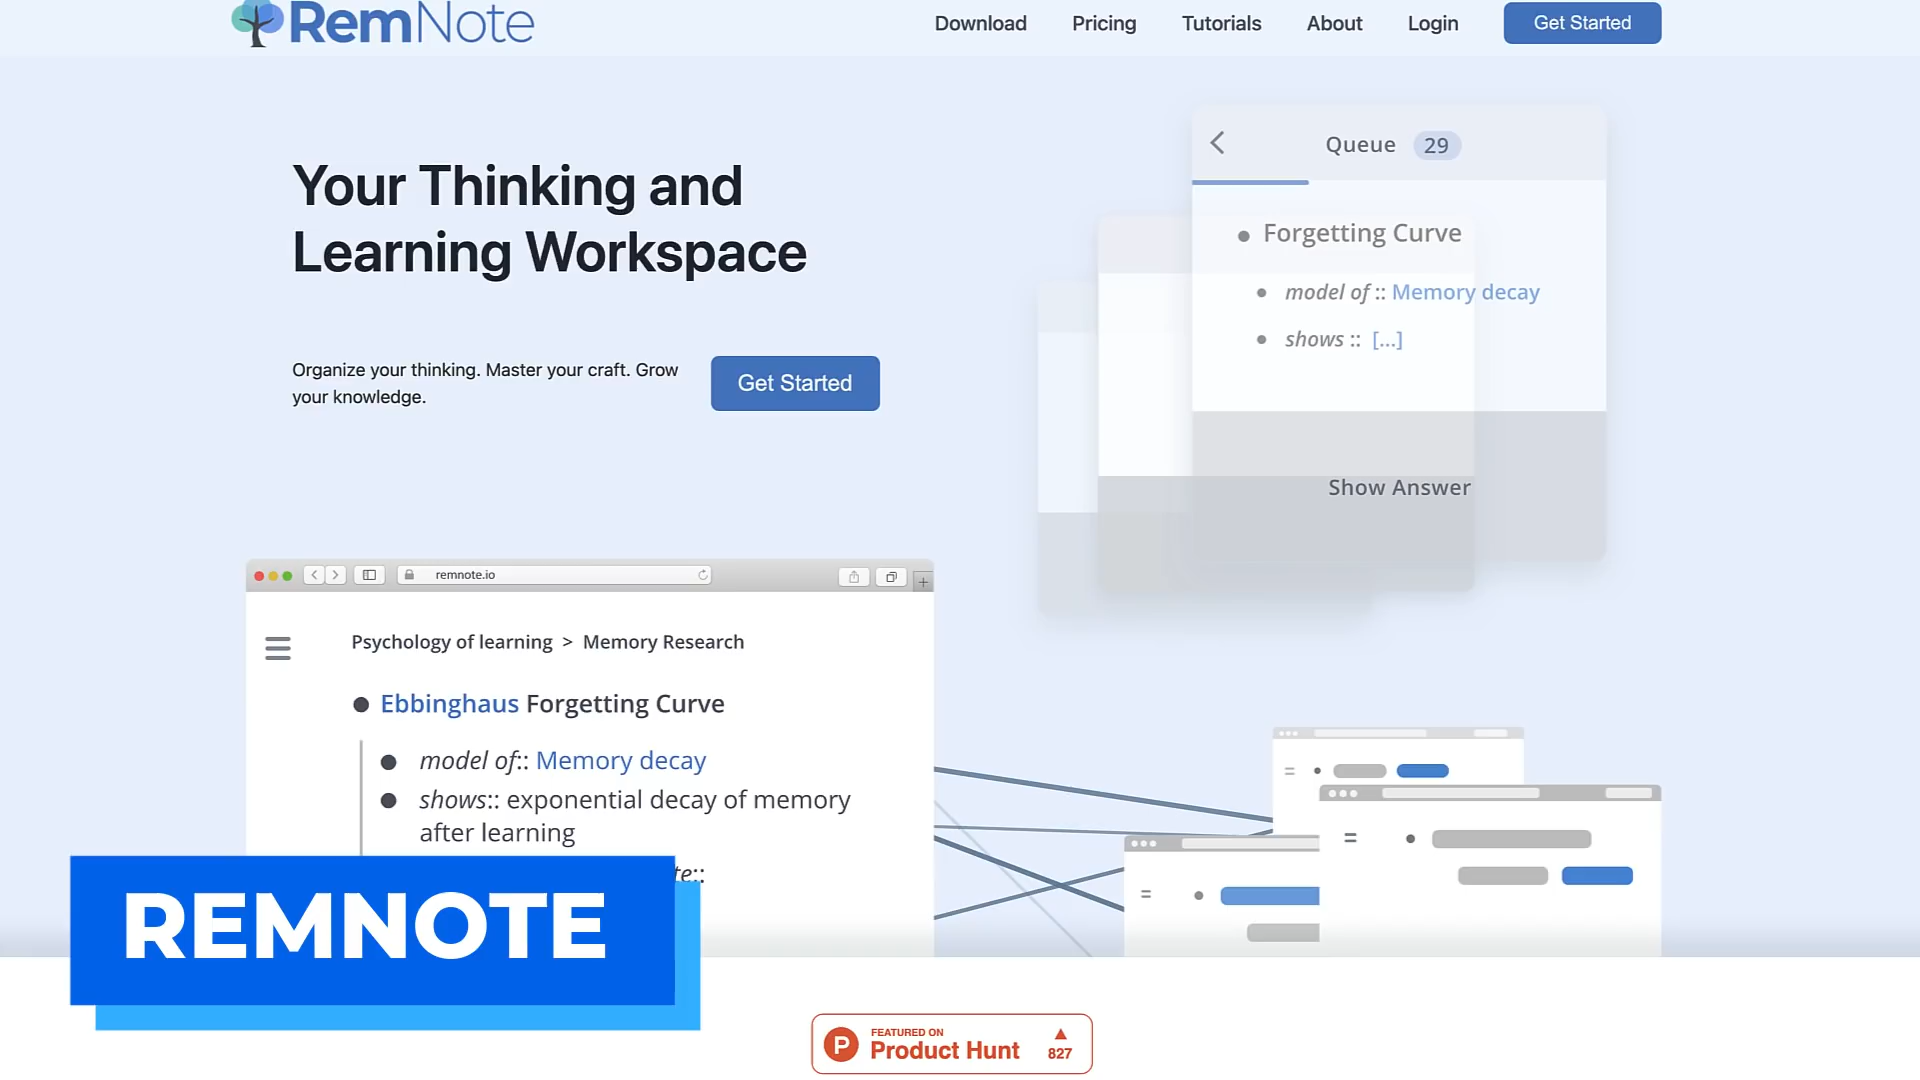 RemNote
Download Pricing Tutorials About Login Get Started
Your Thinking and
Learning Workspace
Organize your thinking. Master your craft. Grow
your knowledge.
Get Started
Queue 29
Forgetting Curve
model of :: Memory decay
shows :: [...]
Show Answer
remnote.io
Psychology of learning > Memory Research
Ebbinghaus Forgetting Curve
model of:: Memory decay
shows:: exponential decay of memory
after learning
te::
REMNOTE
P
FEATURED ON
Product Hunt
827